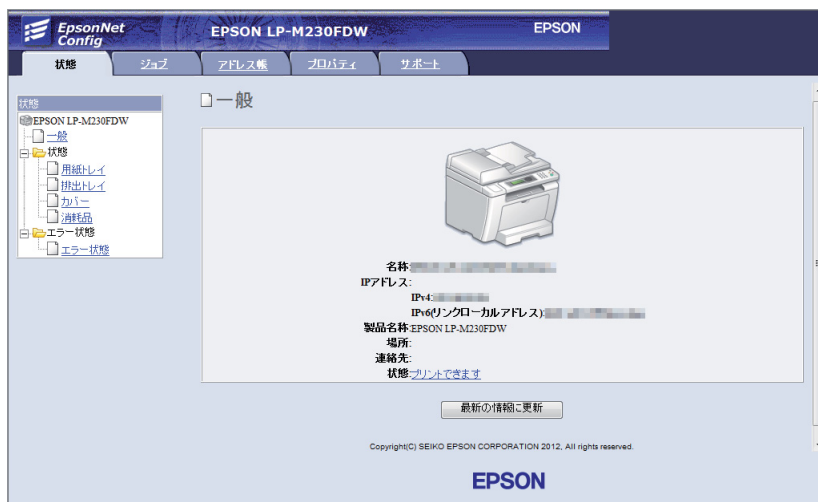 EpsonNet
Config
EPSON LP-M230FDW
EPSON
状態 ジョブ アドレス帳 プロパティ サポート
状態
EPSON LP-M230FDW
一般
状態
用紙トレイ
排出トレイ
カバー
消耗品
エラー状態
エラー状態
一般
名称:
IPアドレス:
IPv4:
IPv6(リンクローカルアドレス):
製品名称:EPSON LP-M230FDW
場所:
連絡先:
状態:プリントできます
最新の情報に更新
Copyright(C) SEIKO EPSON CORPORATION 2012, All rights reserved.
EPSON